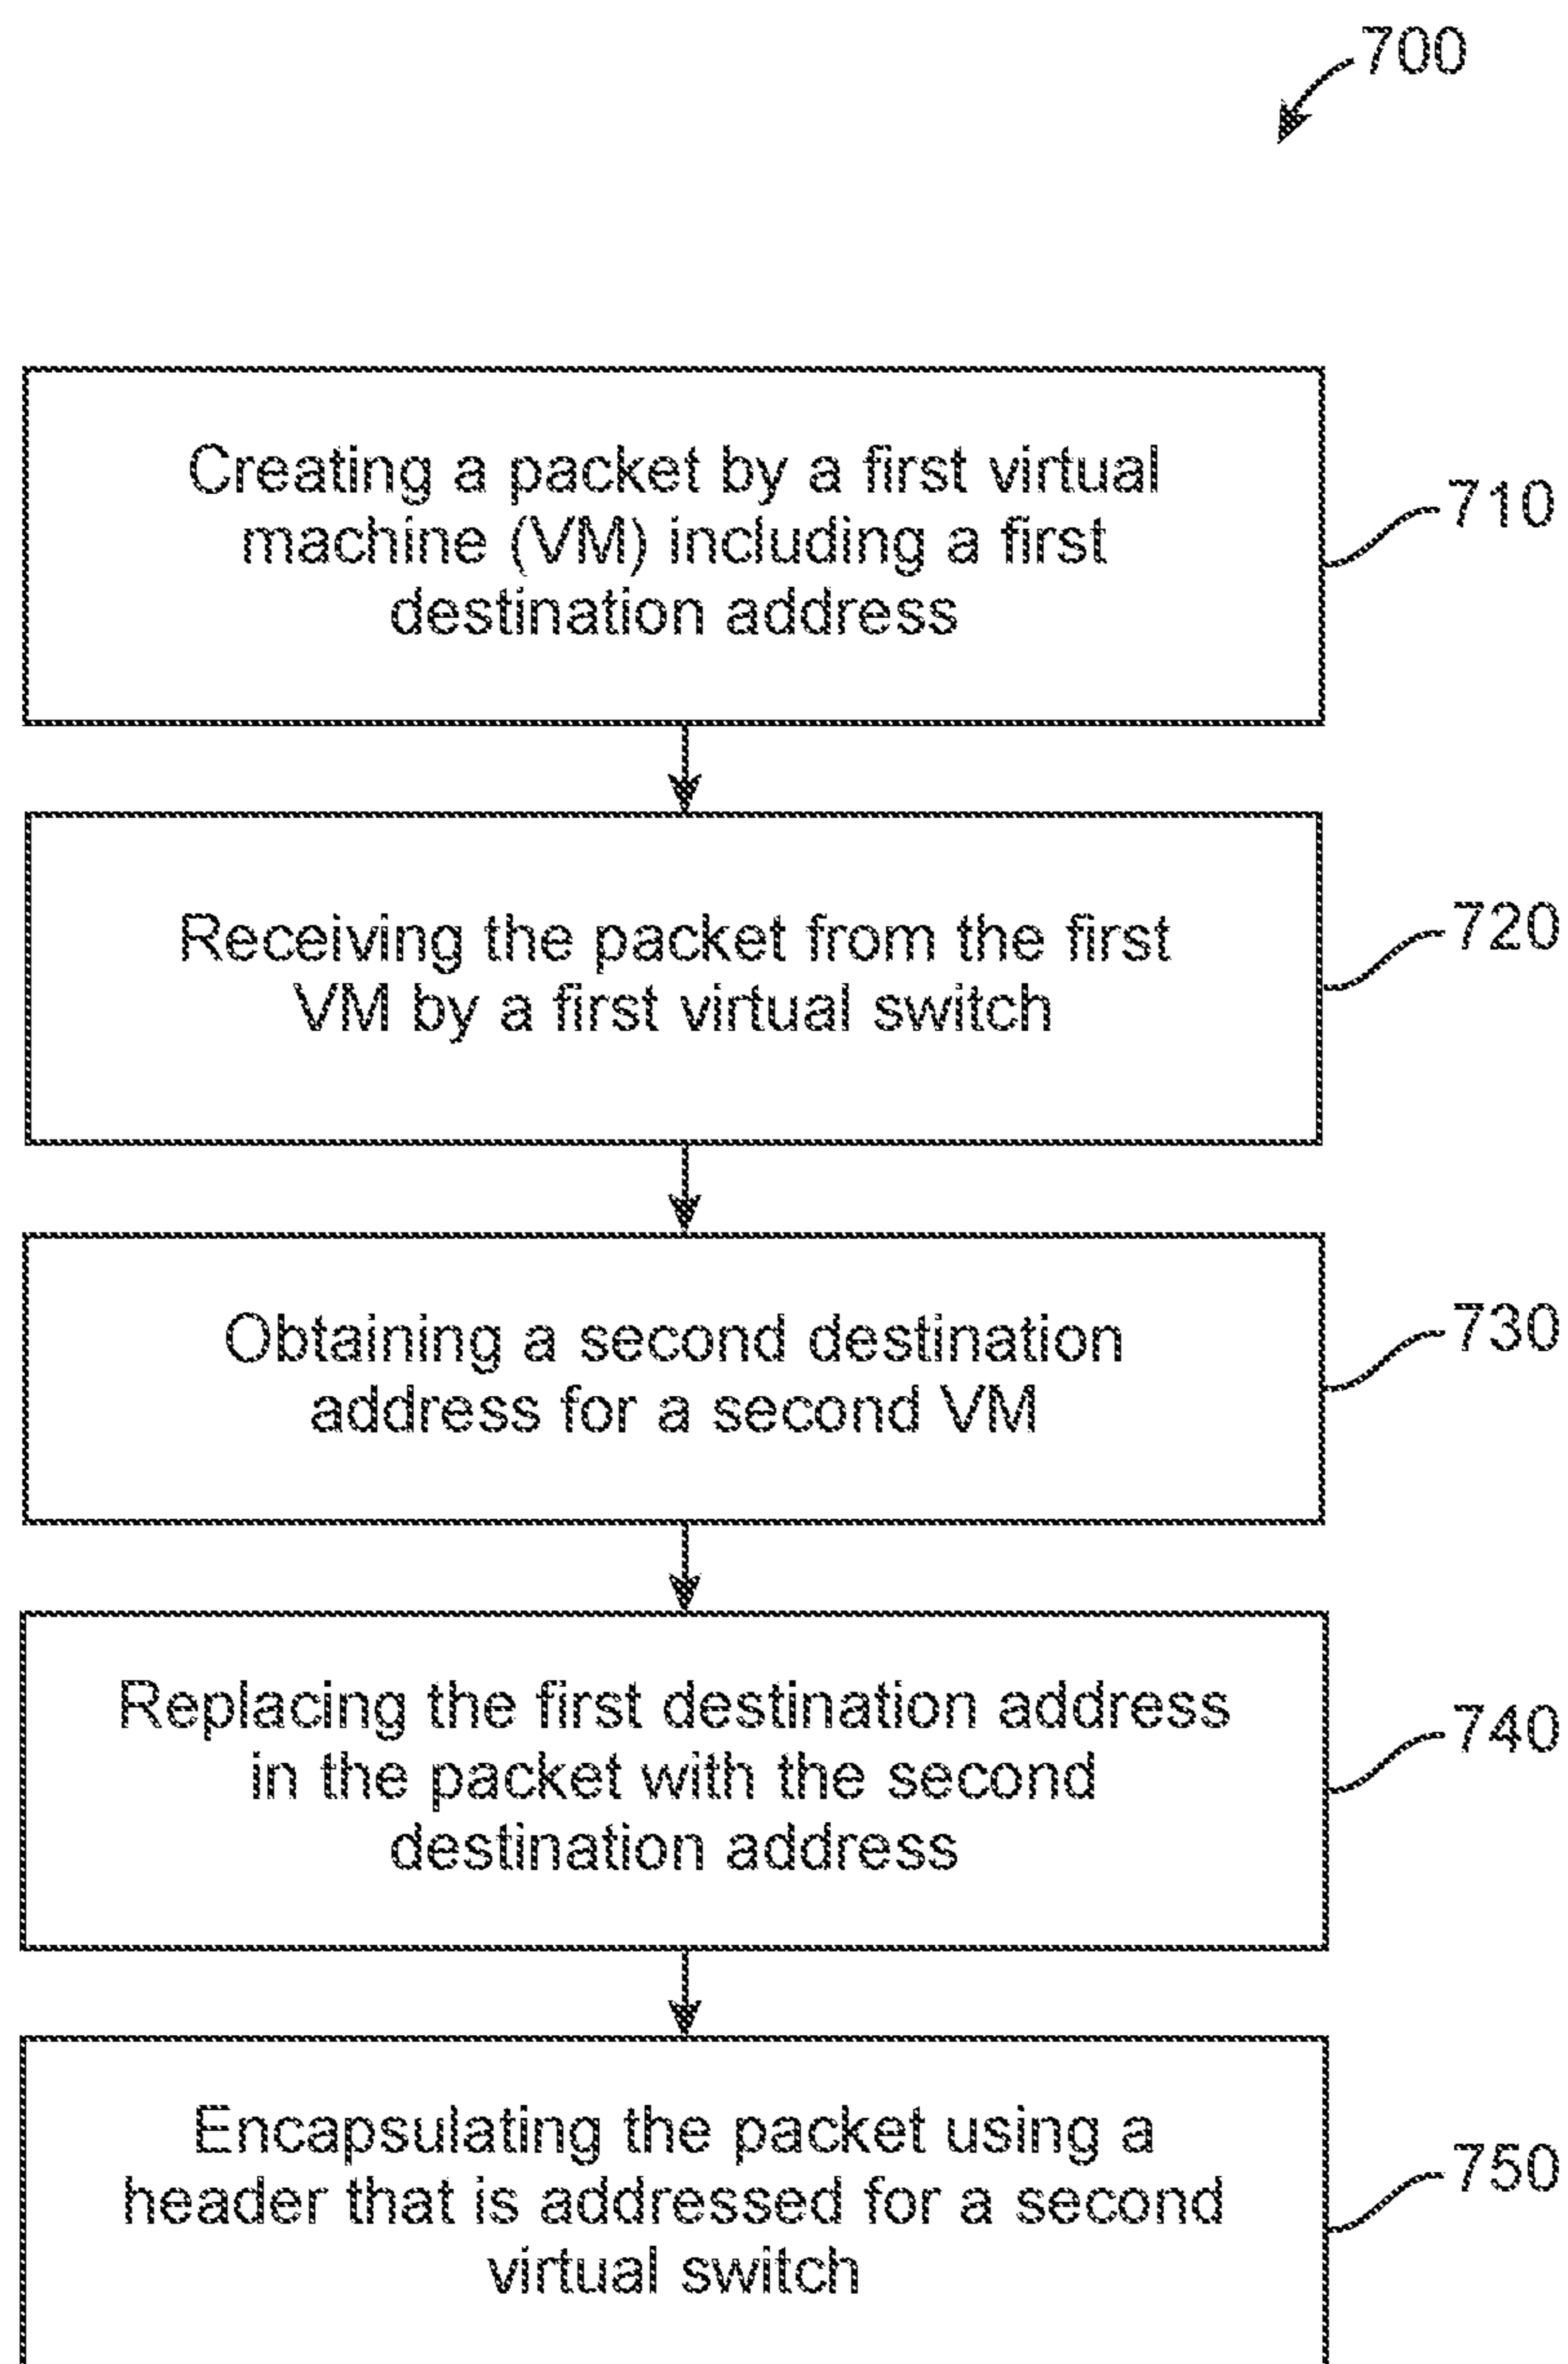 700
Creating a packet by a first virtual
machine (VM) including a first
destination address
710
Receiving the packet from the first
VM by a first virtual switch
720
Obtaining a second destination
address for a second VM
730
Replacing the first destination address
in the packet with the second
destination address
740
Encapsulating the packet using a
header that is addressed for a second
virtual switch
750